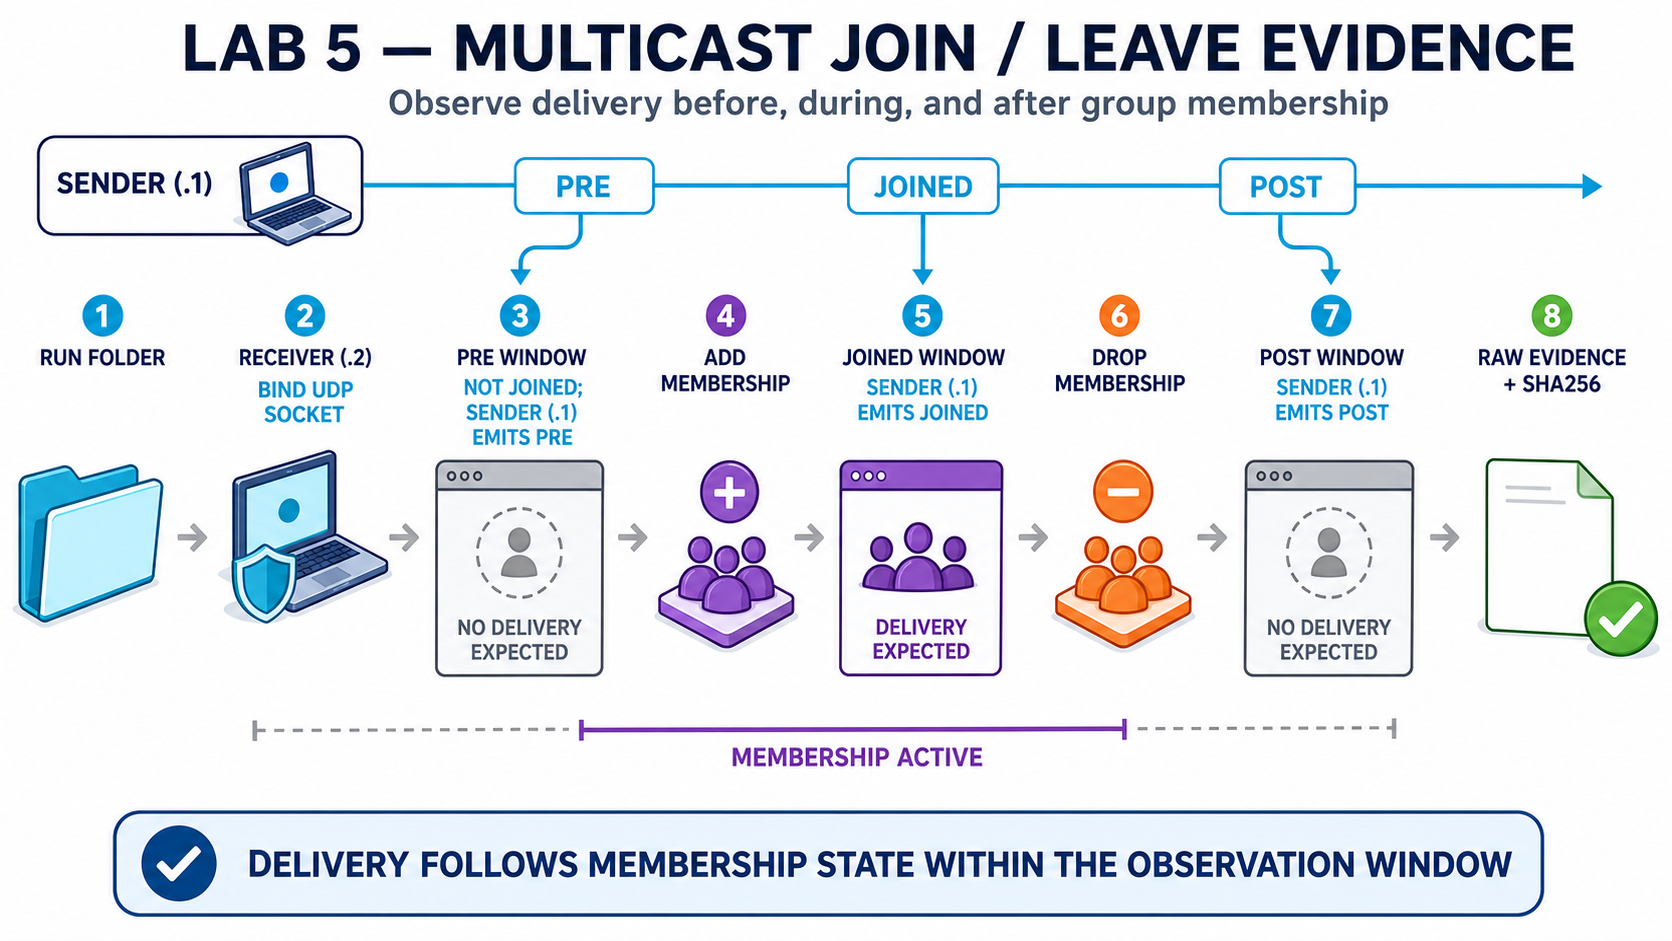 LAB 5 — MULTICAST JOIN / LEAVE EVIDENCE
Observe delivery before, during, and after group membership
SENDER (.1)
PRE
JOINED
POST
1
RUN FOLDER
2
RECEIVER (.2)
BIND UDP
SOCKET
3
PRE WINDOW
NOT JOINED;
SENDER (.1)
EMITS PRE
NO DELIVERY
EXPECTED
4
ADD
MEMBERSHIP
5
JOINED WINDOW
SENDER (.1)
EMITS JOINED
DELIVERY
EXPECTED
6
DROP
MEMBERSHIP
7
POST WINDOW
SENDER (.1)
EMITS POST
NO DELIVERY
EXPECTED
8
RAW EVIDENCE
+ SHA256
MEMBERSHIP ACTIVE
DELIVERY FOLLOWS MEMBERSHIP STATE WITHIN THE OBSERVATION WINDOW